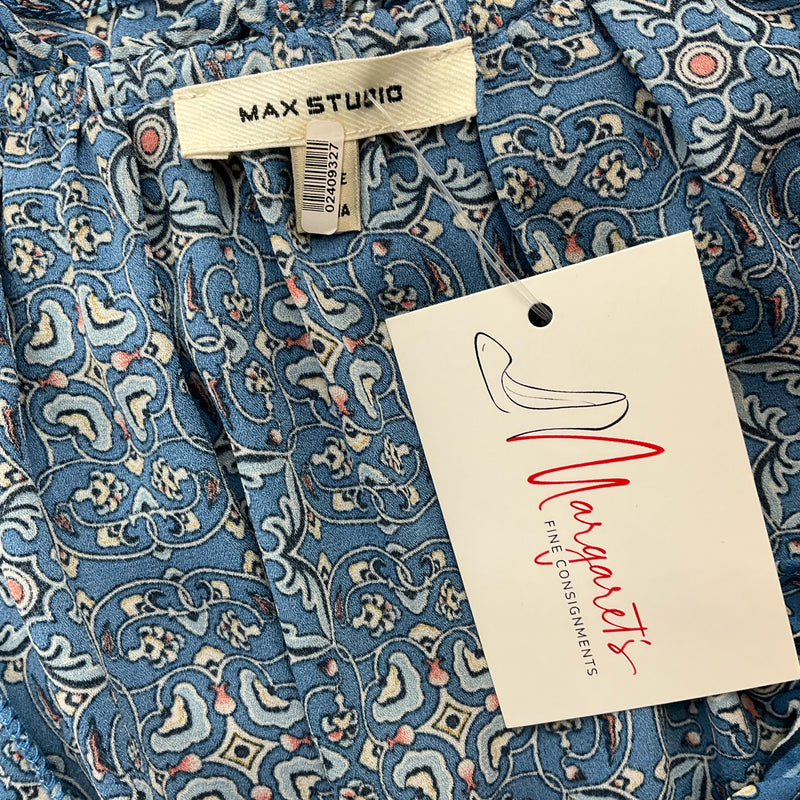 MAX STUDIO
02409327
E
A
Margaret's
FINE CONSIGNMENTS